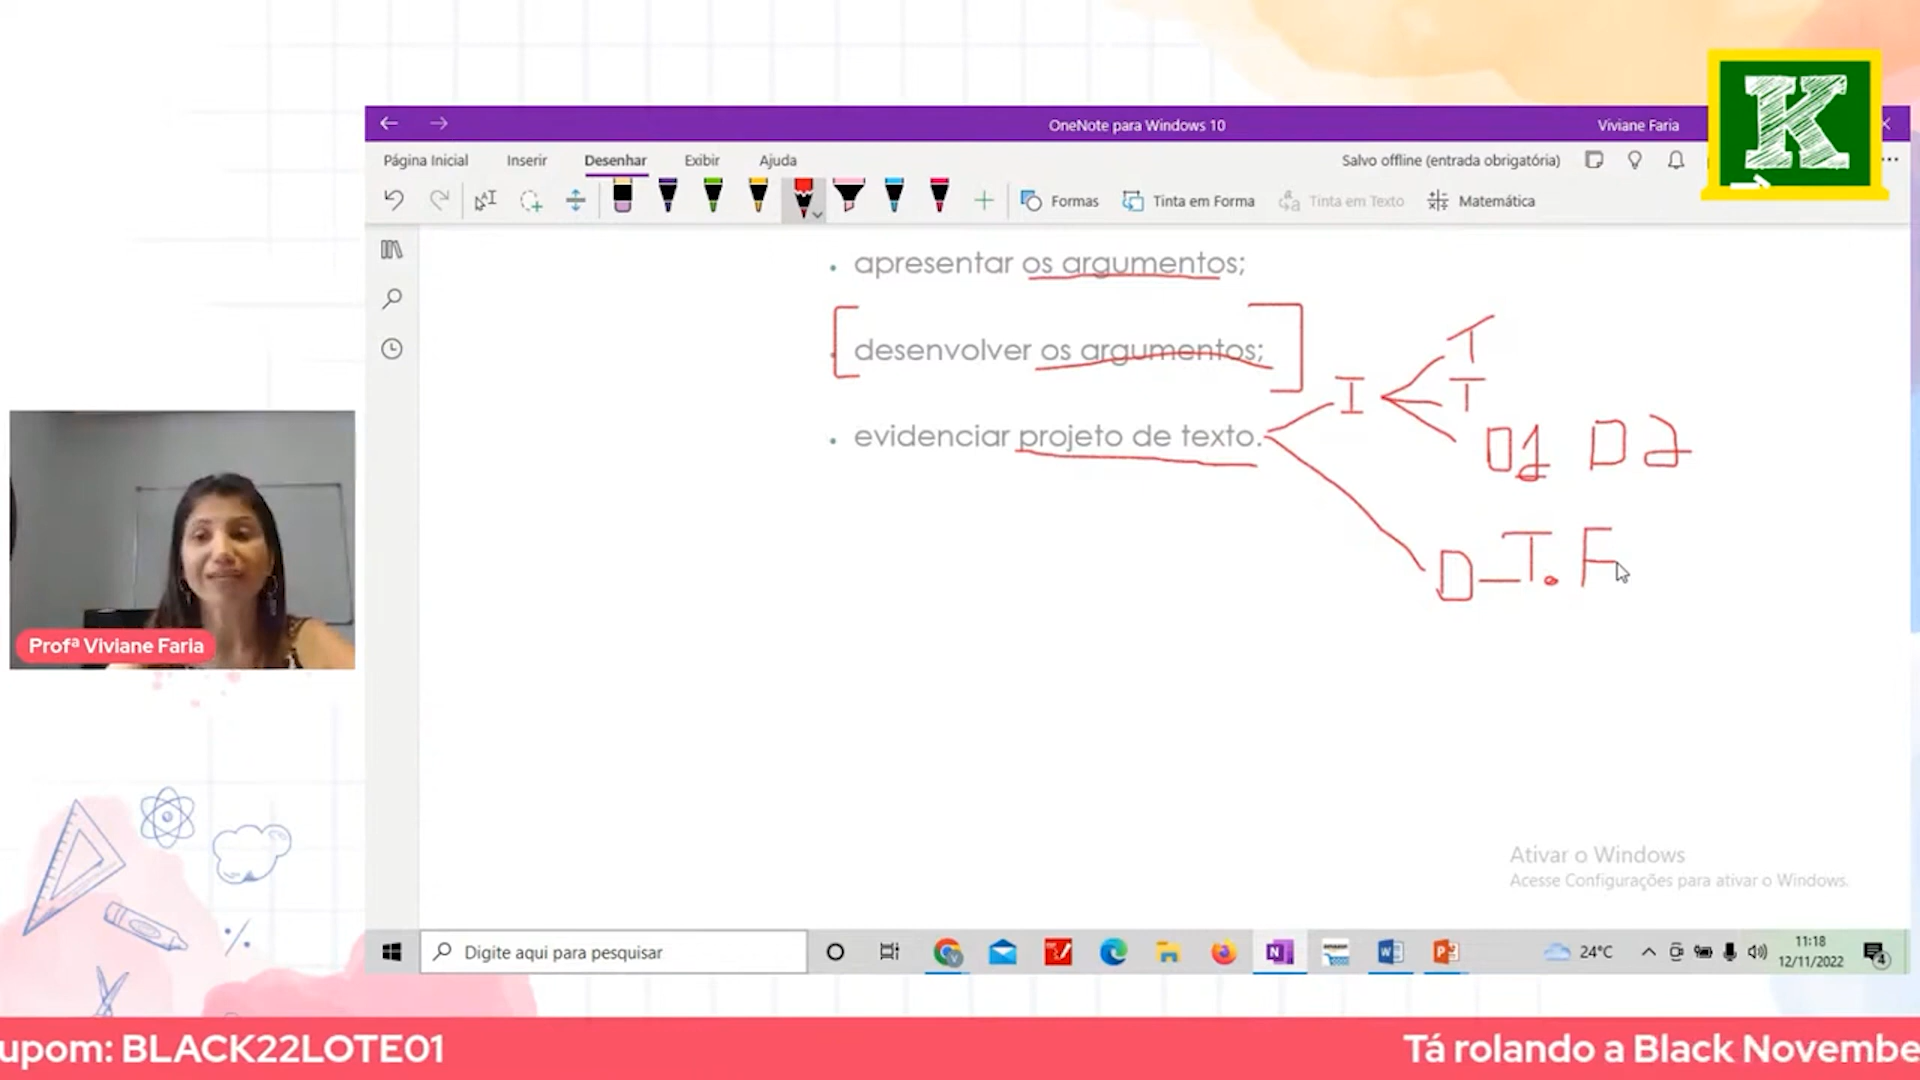 K
OneNote para Windows 10
Viviane Faria
Página Inicial
Inserir
Desenhar
Exibir
Ajuda
Salvo offline (entrada obrigatória)
Formas
Tinta em Forma
Tinta em Texto
Matemática
• apresentar os argumentos;
• desenvolver os argumentos;
• evidenciar projeto de texto.
I
T
T
D1 D2
D - T. F
Profª Viviane Faria
%
Ativar o Windows
Acesse Configurações para ativar o Windows.
Digite aqui para pesquisar
24°C
11:18
12/11/2022
4
upom: BLACK22LOTE01
Tá rolando a Black Novembe